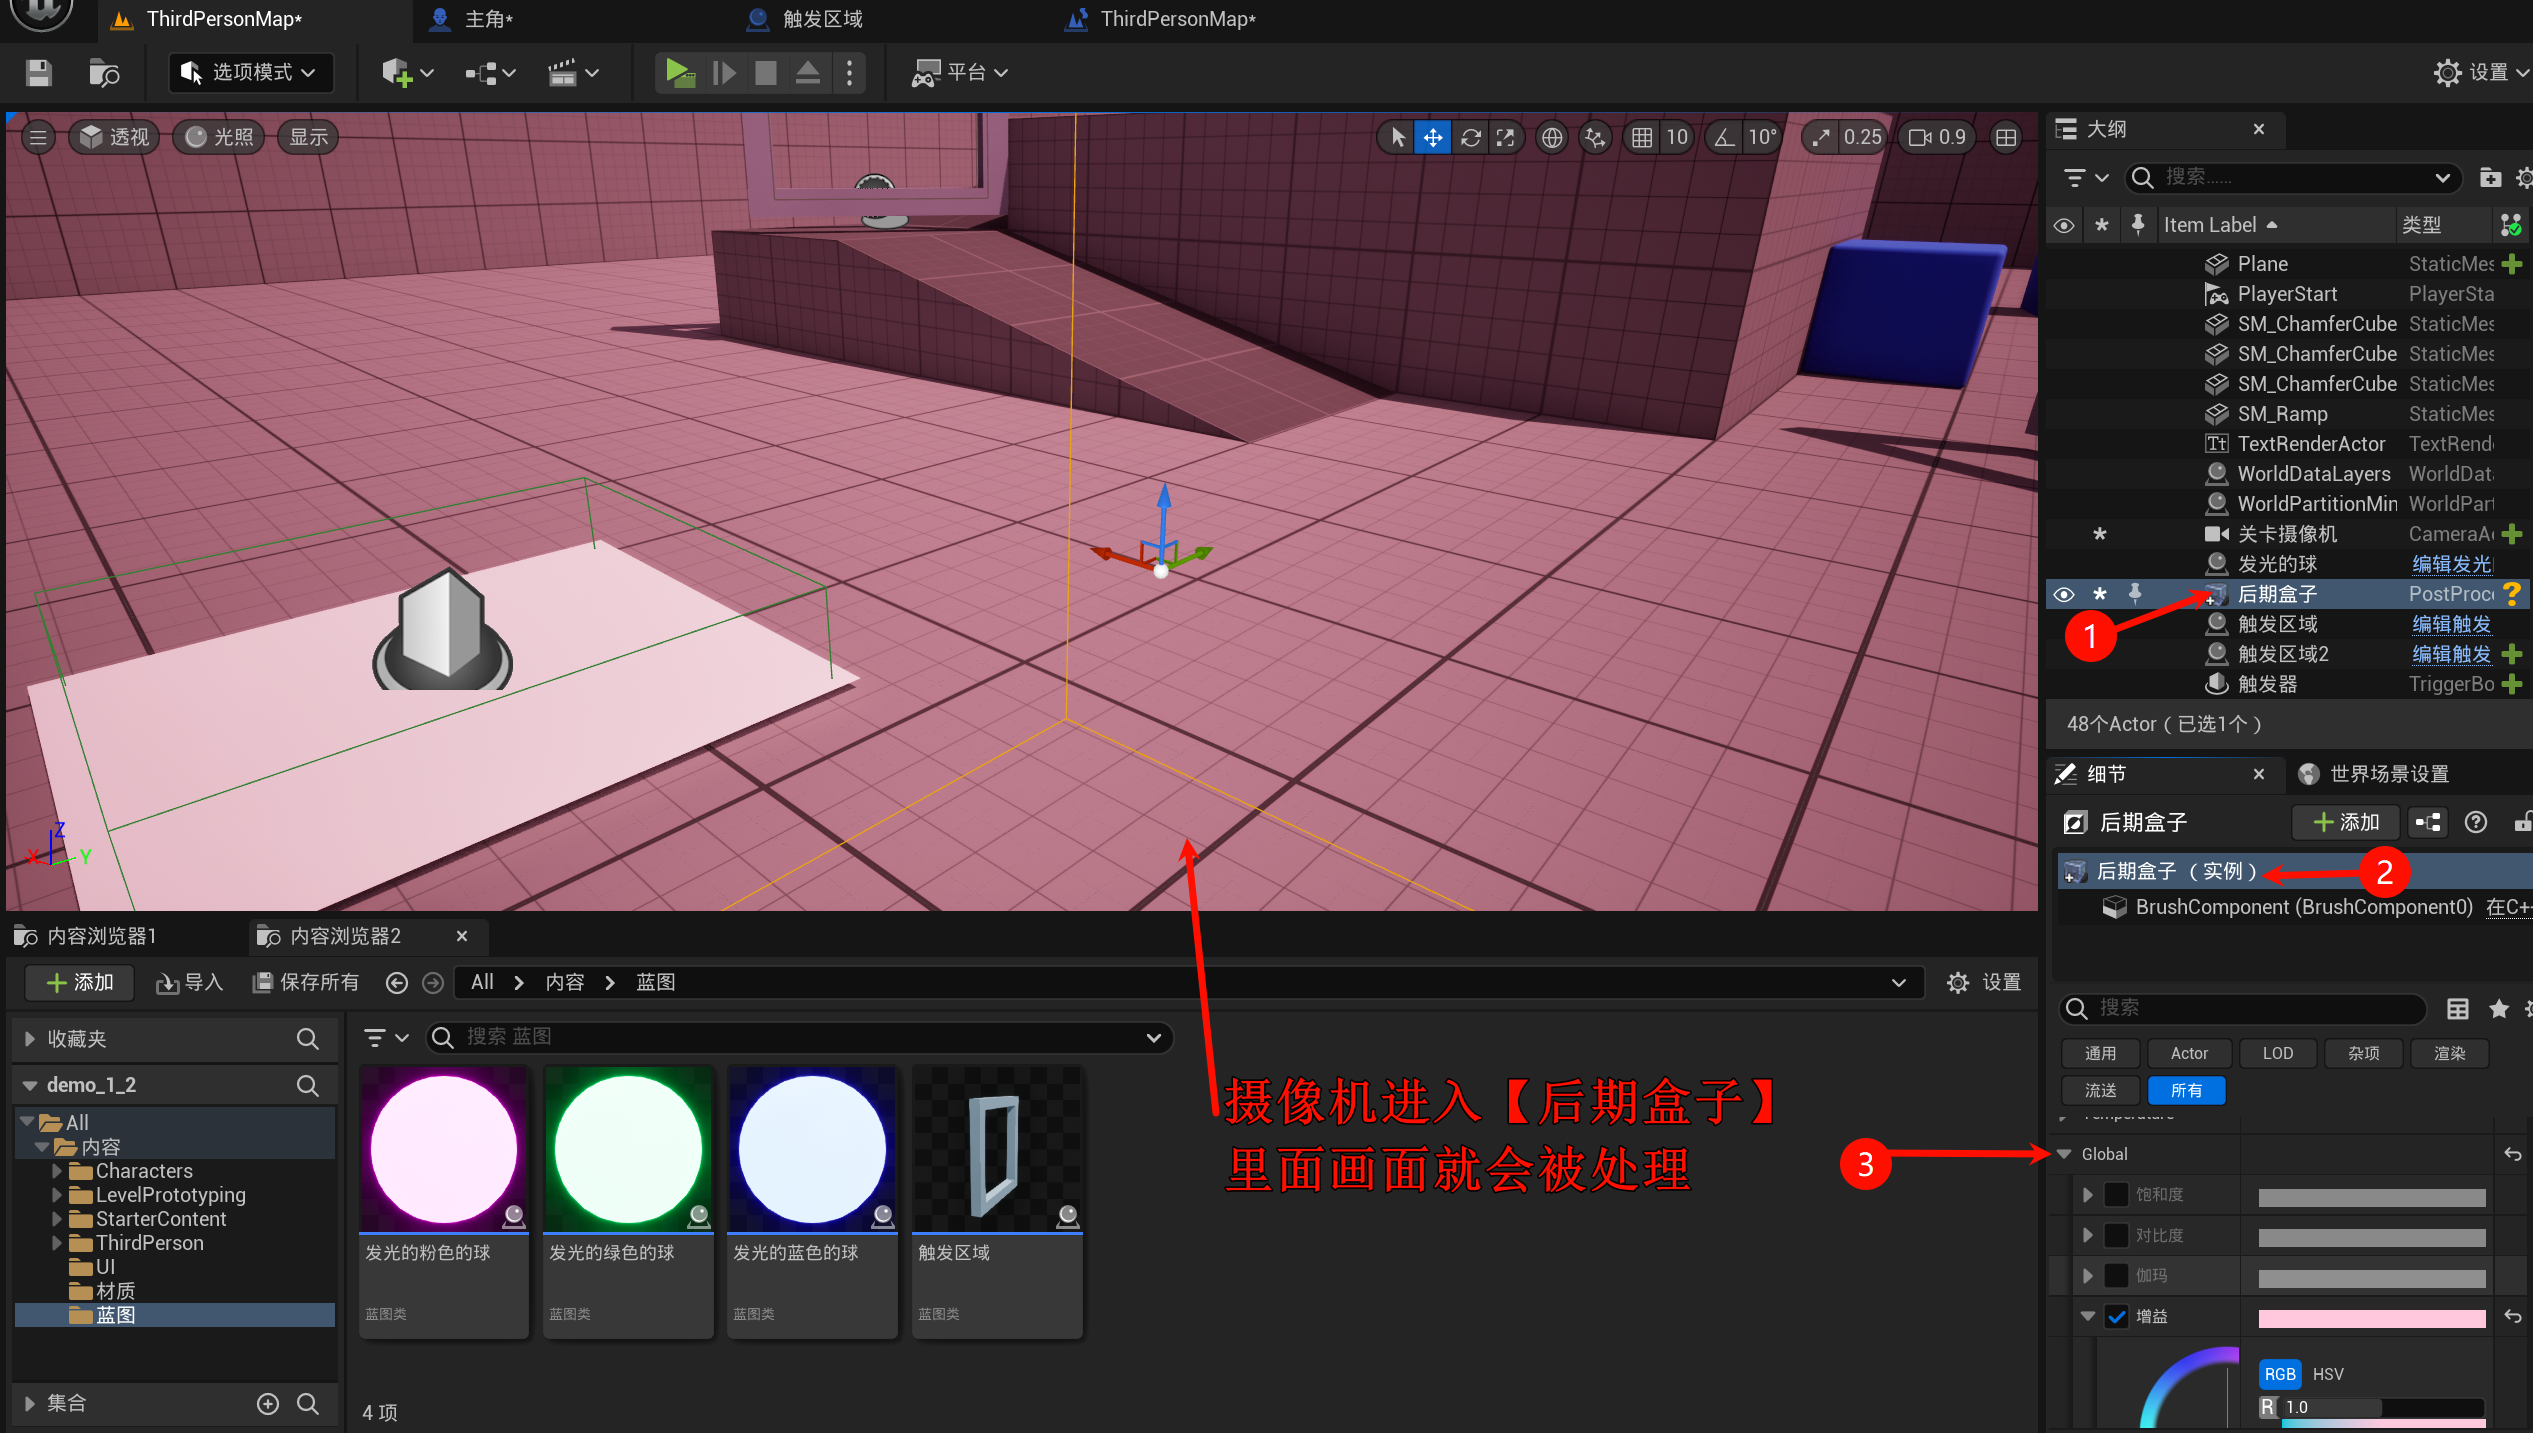 ThirdPersonMap*
主角*
触发区域
ThirdPersonMap*
选项模式
平台
设置
透视
光照
显示
10
10°
0.25
0.9
大纲
搜索......
Item Label
类型
Plane StaticMes
PlayerStart PlayerSta
SM_ChamferCube StaticMes
SM_ChamferCube StaticMes
SM_ChamferCube StaticMes
SM_Ramp StaticMes
TextRenderActor TextRend
WorldDataLayers WorldDat
WorldPartitionMin WorldPart
关卡摄像机 CameraA
发光的球 编辑发光
后期盒子 PostProc
触发区域 编辑触发
触发区域2 编辑触发
触发器 TriggerBo
1
48个Actor（已选1个）
细节
世界场景设置
后期盒子
添加
后期盒子 （实例）
2
BrushComponent (BrushComponent0) 在C+
搜索
通用 Actor LOD 杂项 渲染
流送 所有
Temperature
Global
3
饱和度
对比度
伽玛
增益
RGB HSV
R 1.0
Z
X
Y
摄像机进入【后期盒子】
里面画面就会被处理
内容浏览器1
内容浏览器2
添加
导入
保存所有
All
内容
蓝图
设置
收藏夹
demo_1_2
All
内容
Characters
LevelPrototyping
StarterContent
ThirdPerson
UI
材质
蓝图
集合
搜索 蓝图
发光的粉色的球
蓝图类
发光的绿色的球
蓝图类
发光的蓝色的球
蓝图类
触发区域
蓝图类
4 项